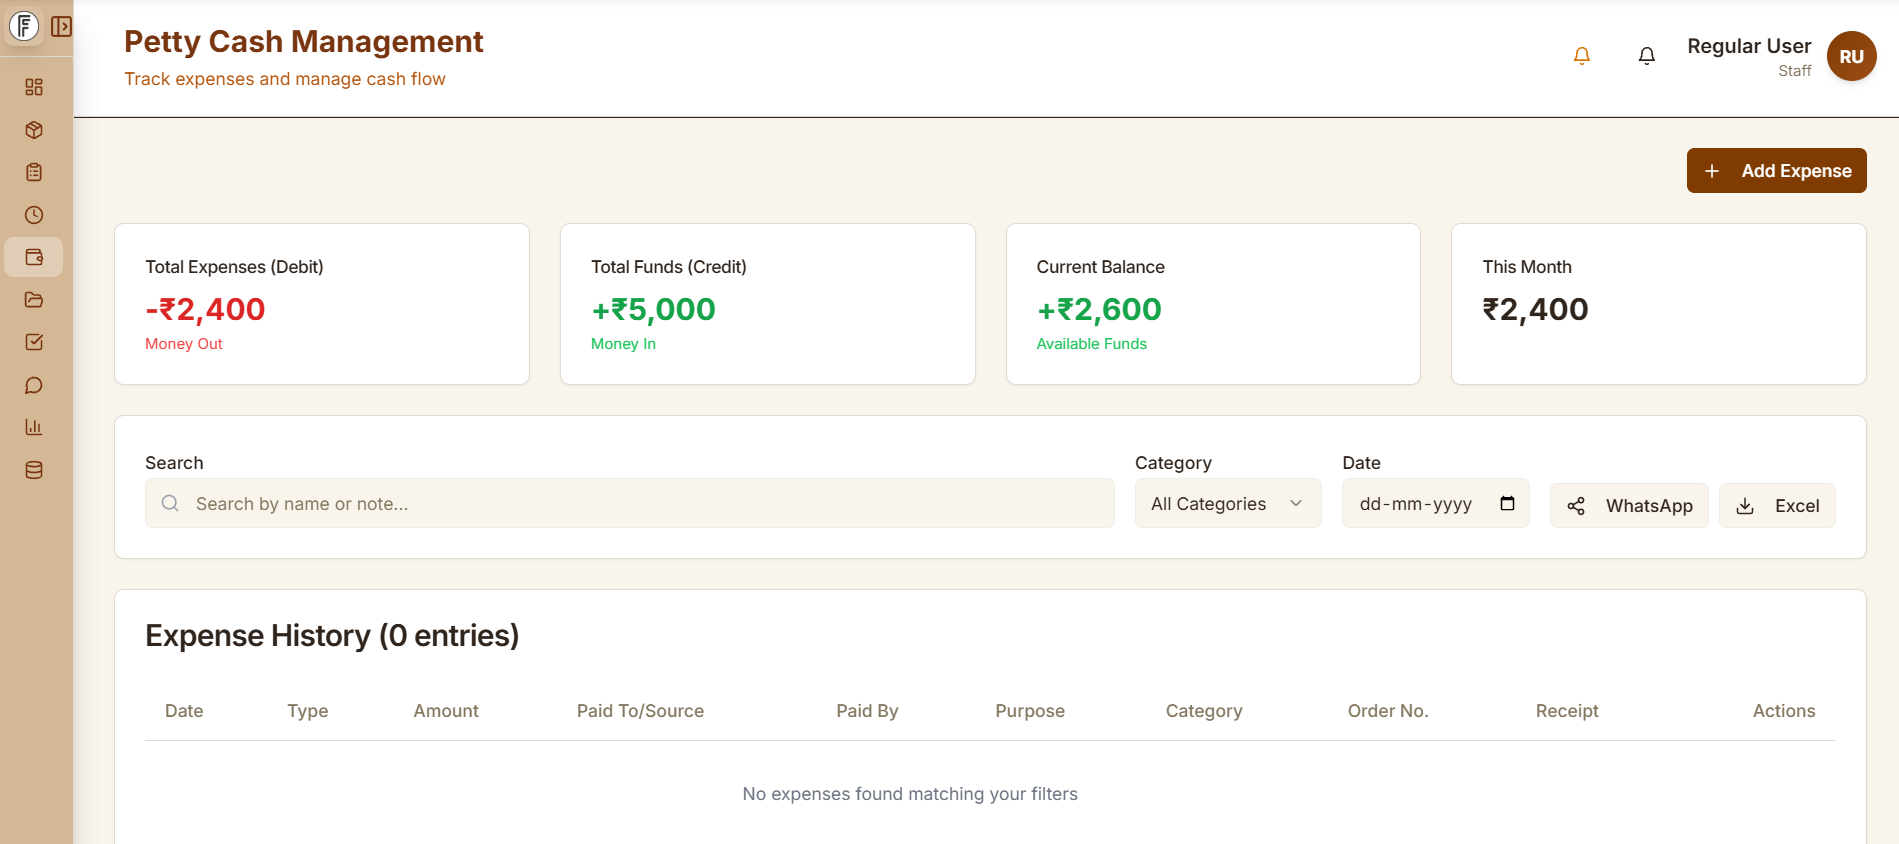 Petty Cash Management
Track expenses and manage cash flow
Regular User
Staff
RU
+ Add Expense
Total Expenses (Debit)
-₹2,400
Money Out
Total Funds (Credit)
+₹5,000
Money In
Current Balance
+₹2,600
Available Funds
This Month
₹2,400
Search
Search by name or note...
Category
All Categories
Date
dd-mm-yyyy
WhatsApp
Excel
Expense History (0 entries)
Date Type Amount Paid To/Source Paid By Purpose Category Order No. Receipt Actions
No expenses found matching your filters